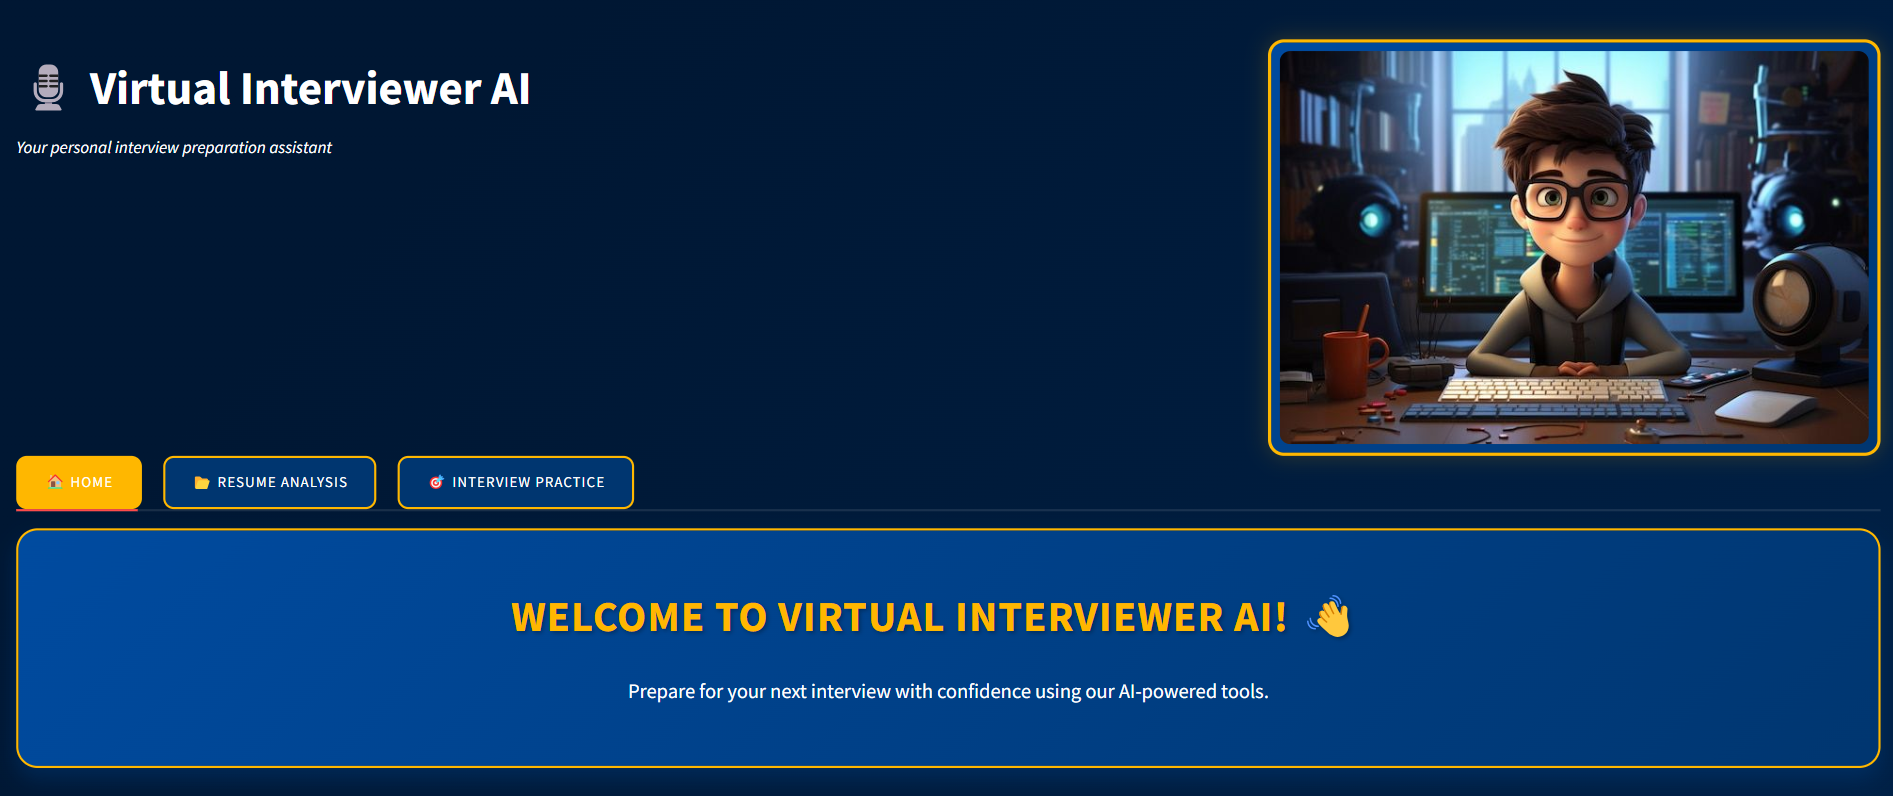 Virtual Interviewer AI
Your personal interview preparation assistant
HOME
RESUME ANALYSIS
INTERVIEW PRACTICE
WELCOME TO VIRTUAL INTERVIEWER AI!
Prepare for your next interview with confidence using our AI-powered tools.